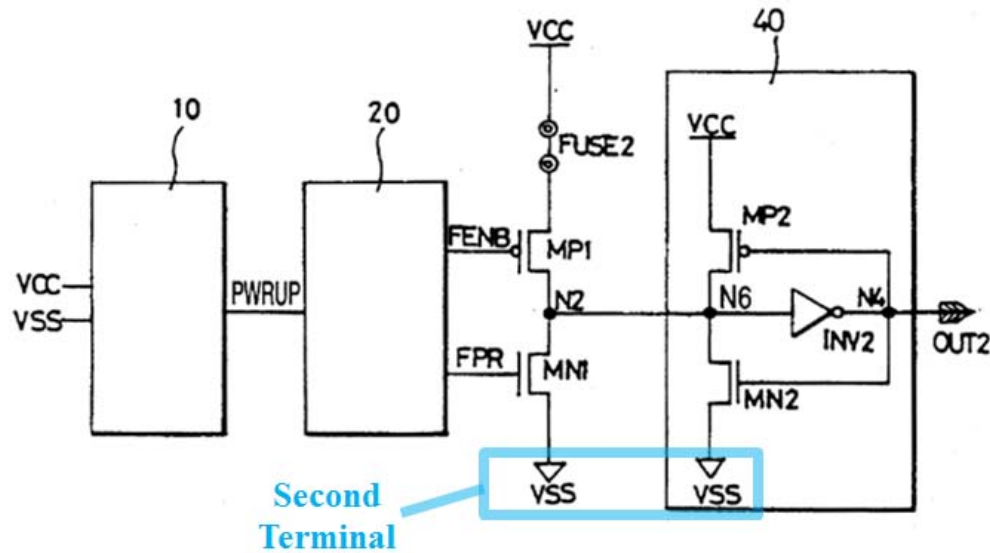 VCC
40
10
20
FUSE2
VCC
MP2
FENB
MP1
VCC
VSS
PWRUP
N2
N6
N4
INV2
OUT2
FPR
MN1
MN2
VSS
VSS
Second
Terminal